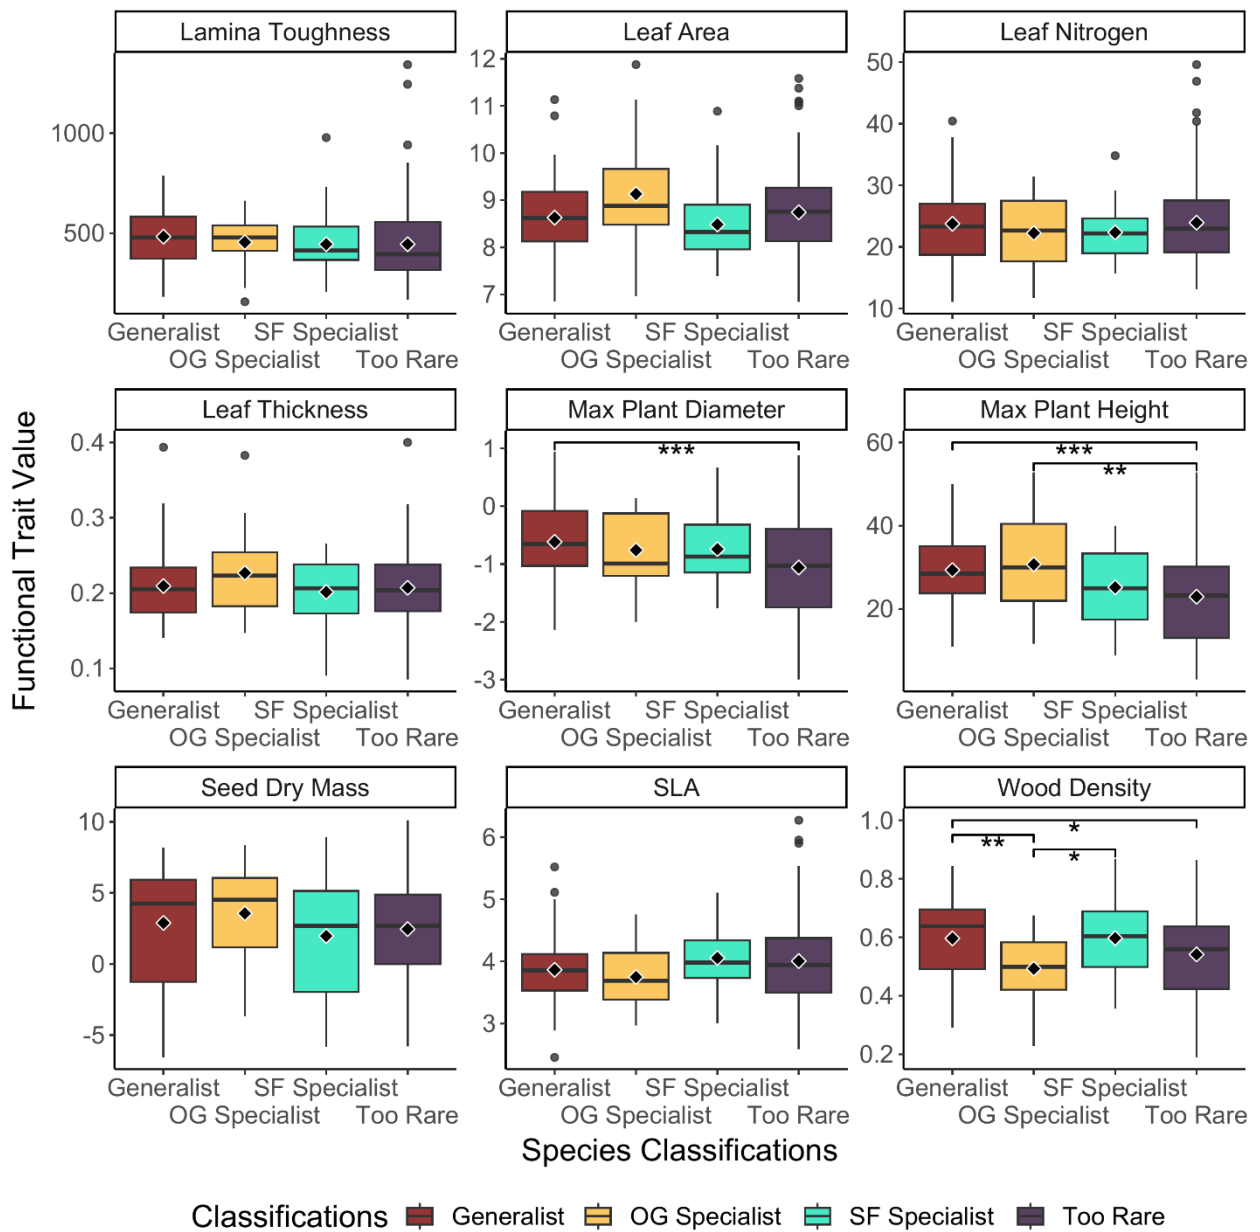 Lamina Toughness
Leaf Area
Leaf Nitrogen
1000
500
12
11
10
9
8
7
50
40
30
20
10
Generalist SF Specialist
OG Specialist Too Rare
Generalist SF Specialist
OG Specialist Too Rare
Generalist SF Specialist
OG Specialist Too Rare
Functional Trait Value
Leaf Thickness
Max Plant Diameter
Max Plant Height
0.4
0.3
0.2
0.1
1
0
-1
-2
-3
***
60
40
20
***
**
Generalist SF Specialist
OG Specialist Too Rare
Generalist SF Specialist
OG Specialist Too Rare
Generalist SF Specialist
OG Specialist Too Rare
Seed Dry Mass
SLA
Wood Density
10
5
0
-5
6
5
4
3
1.0
0.8
0.6
0.4
0.2
*
**
*
Generalist SF Specialist
OG Specialist Too Rare
Generalist SF Specialist
OG Specialist Too Rare
Generalist SF Specialist
OG Specialist Too Rare
Species Classifications
Classifications Generalist OG Specialist SF Specialist Too Rare